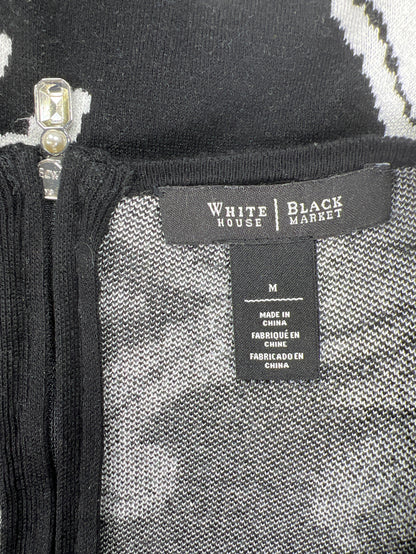 WHITE HOUSE | BLACK MARKET
M
MADE IN
CHINA
FABRIQUÉ EN
CHINE
FABRICADO EN
CHINA